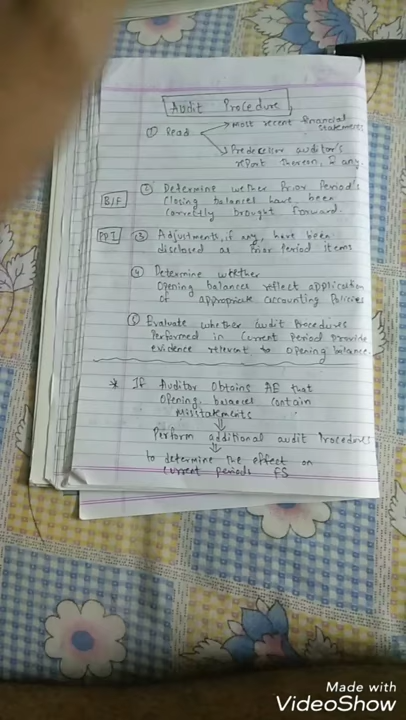 Audit Procedure
① Read → Most recent financial statements
→ Predecessor auditor's report thereon, if any.
B/F
② Determine wether Prior Period's
closing balances have been
correctly brought forward.
PPI
③ Adjustments, if any, have been
disclosed as Prior Period items
④ Determine whether
Opening balances reflect application
of appropriate Accounting Policies
⑤ Evaluate whether audit Procedures
Performed in Current Period Provide
evidence relevent to opening balance.
* If Auditor Obtains AE that
Opening balances contain
Misstatements
⇓
Perform additional audit Procedures
⇓
to determine the effect on
Current periods FS
Made with
VideoShow